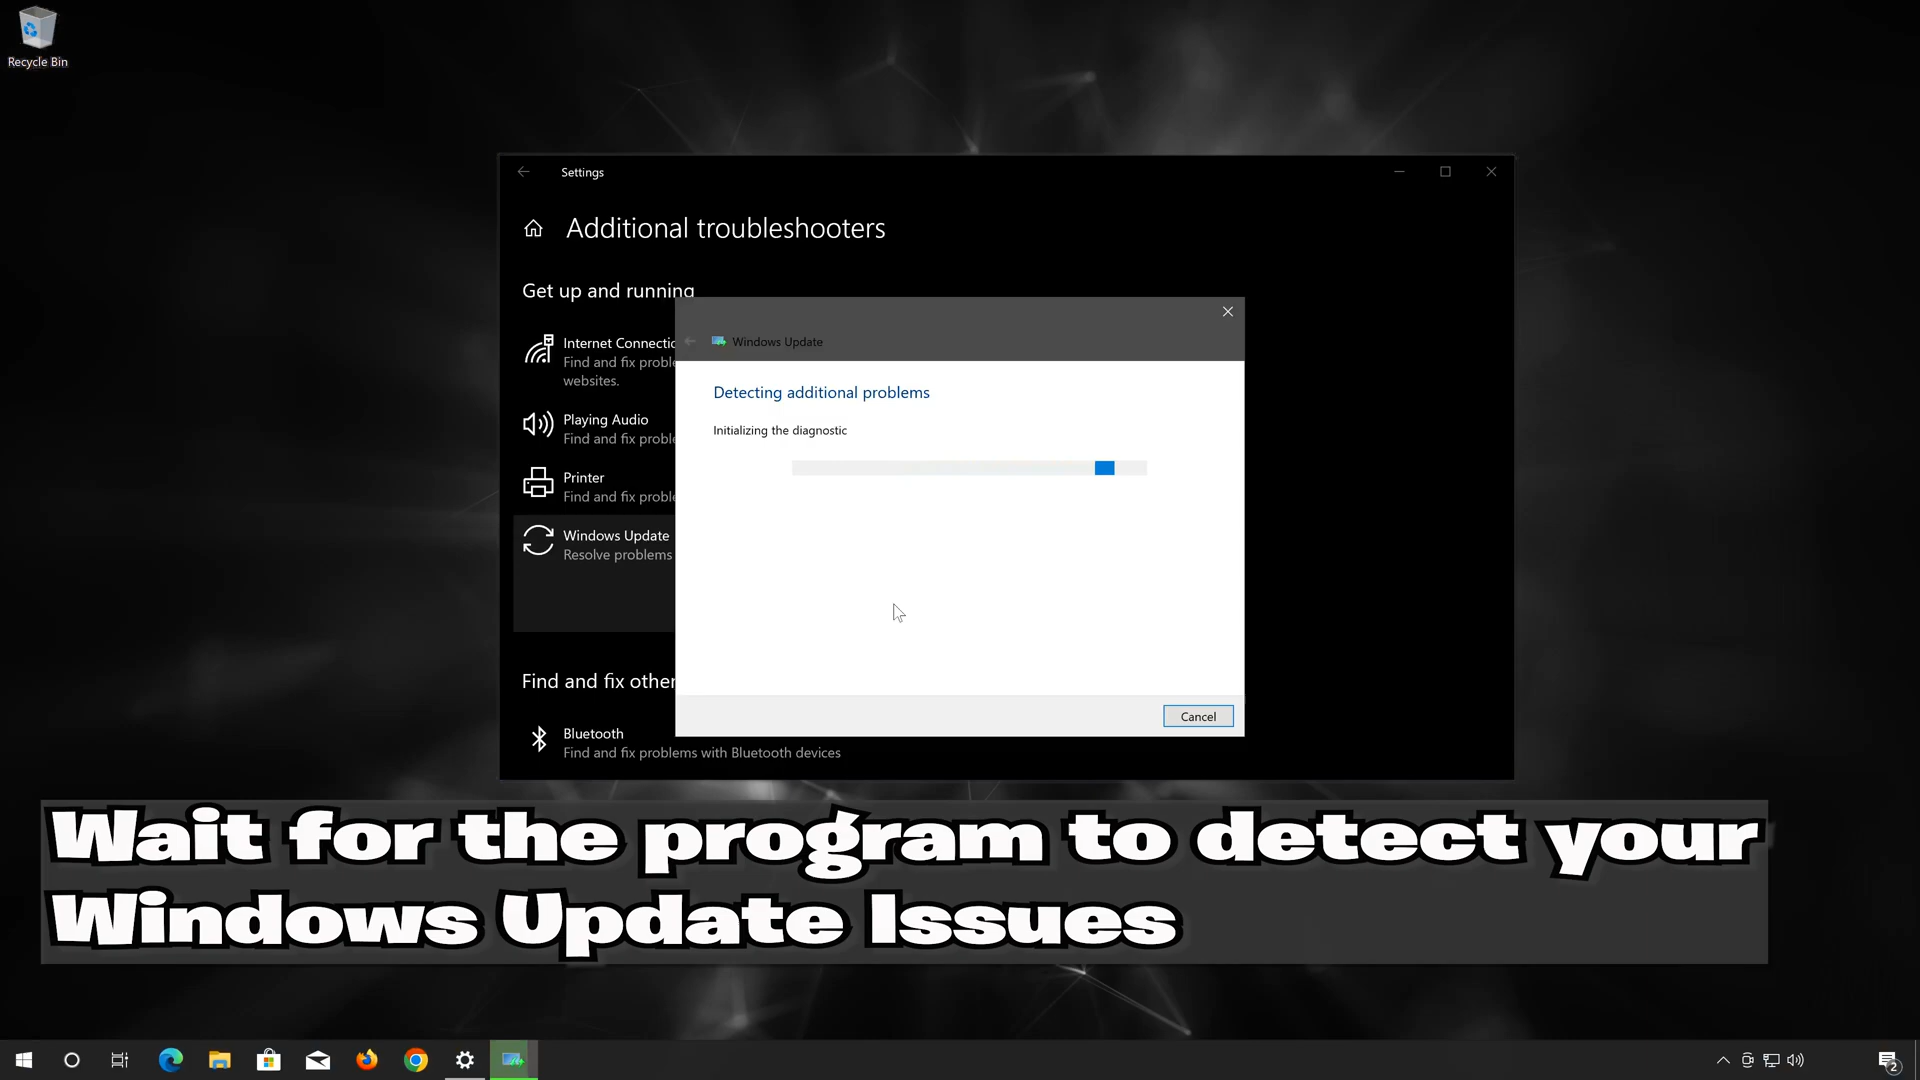 Recycle Bin
Settings
Additional troubleshooters
Get up and running
Internet Connectio
Find and fix proble
websites.
Playing Audio
Find and fix proble
Printer
Find and fix proble
Windows Update
Resolve problems
Find and fix other
Bluetooth
Find and fix problems with Bluetooth devices
Windows Update
Detecting additional problems
Initializing the diagnostic
Cancel
Wait for the program to detect your
Windows Update Issues
2